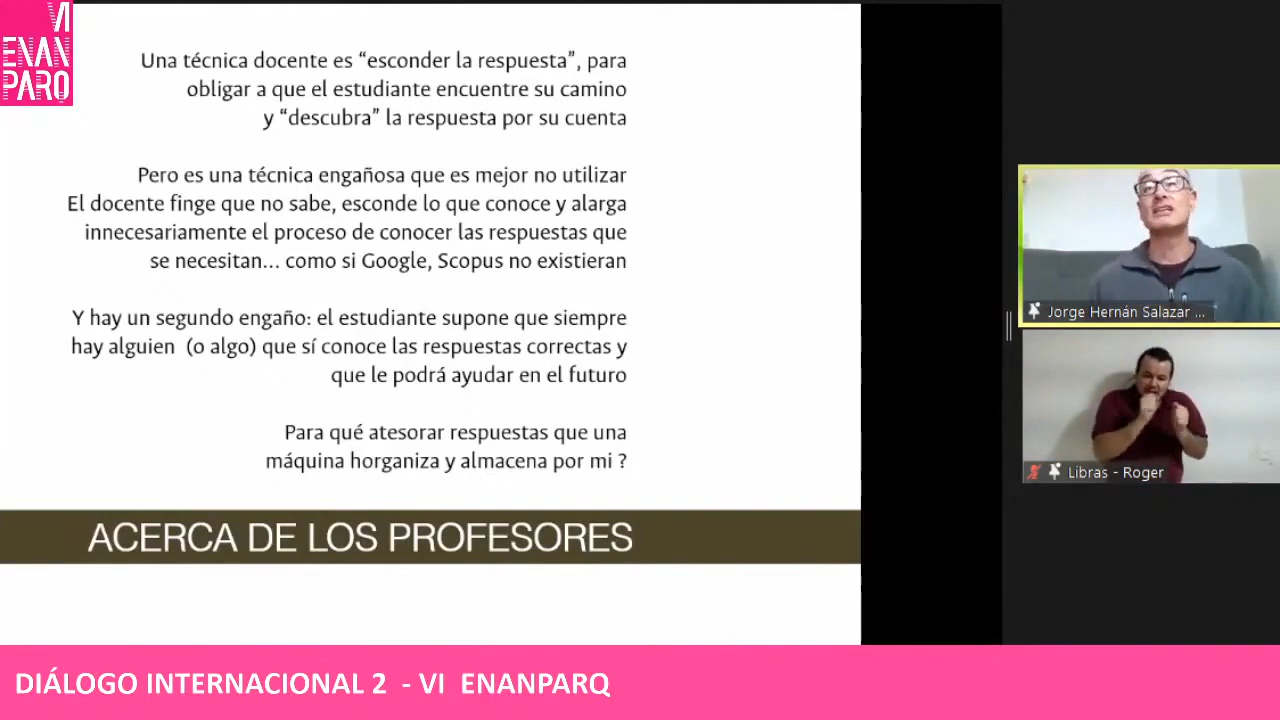 VI
ENAN
PARQ
Una técnica docente es “esconder la respuesta”, para
obligar a que el estudiante encuentre su camino
y “descubra” la respuesta por su cuenta
Pero es una técnica engañosa que es mejor no utilizar
El docente finge que no sabe, esconde lo que conoce y alarga
innecesariamente el proceso de conocer las respuestas que
se necesitan... como si Google, Scopus no existieran
Y hay un segundo engaño: el estudiante supone que siempre
hay alguien (o algo) que sí conoce las respuestas correctas y
que le podrá ayudar en el futuro
Para qué atesorar respuestas que una
máquina horganiza y almacena por mi ?
ACERCA DE LOS PROFESORES
Jorge Hernán Salazar ...
Libras - Roger
DIÁLOGO INTERNACIONAL 2 - VI ENANPARQ